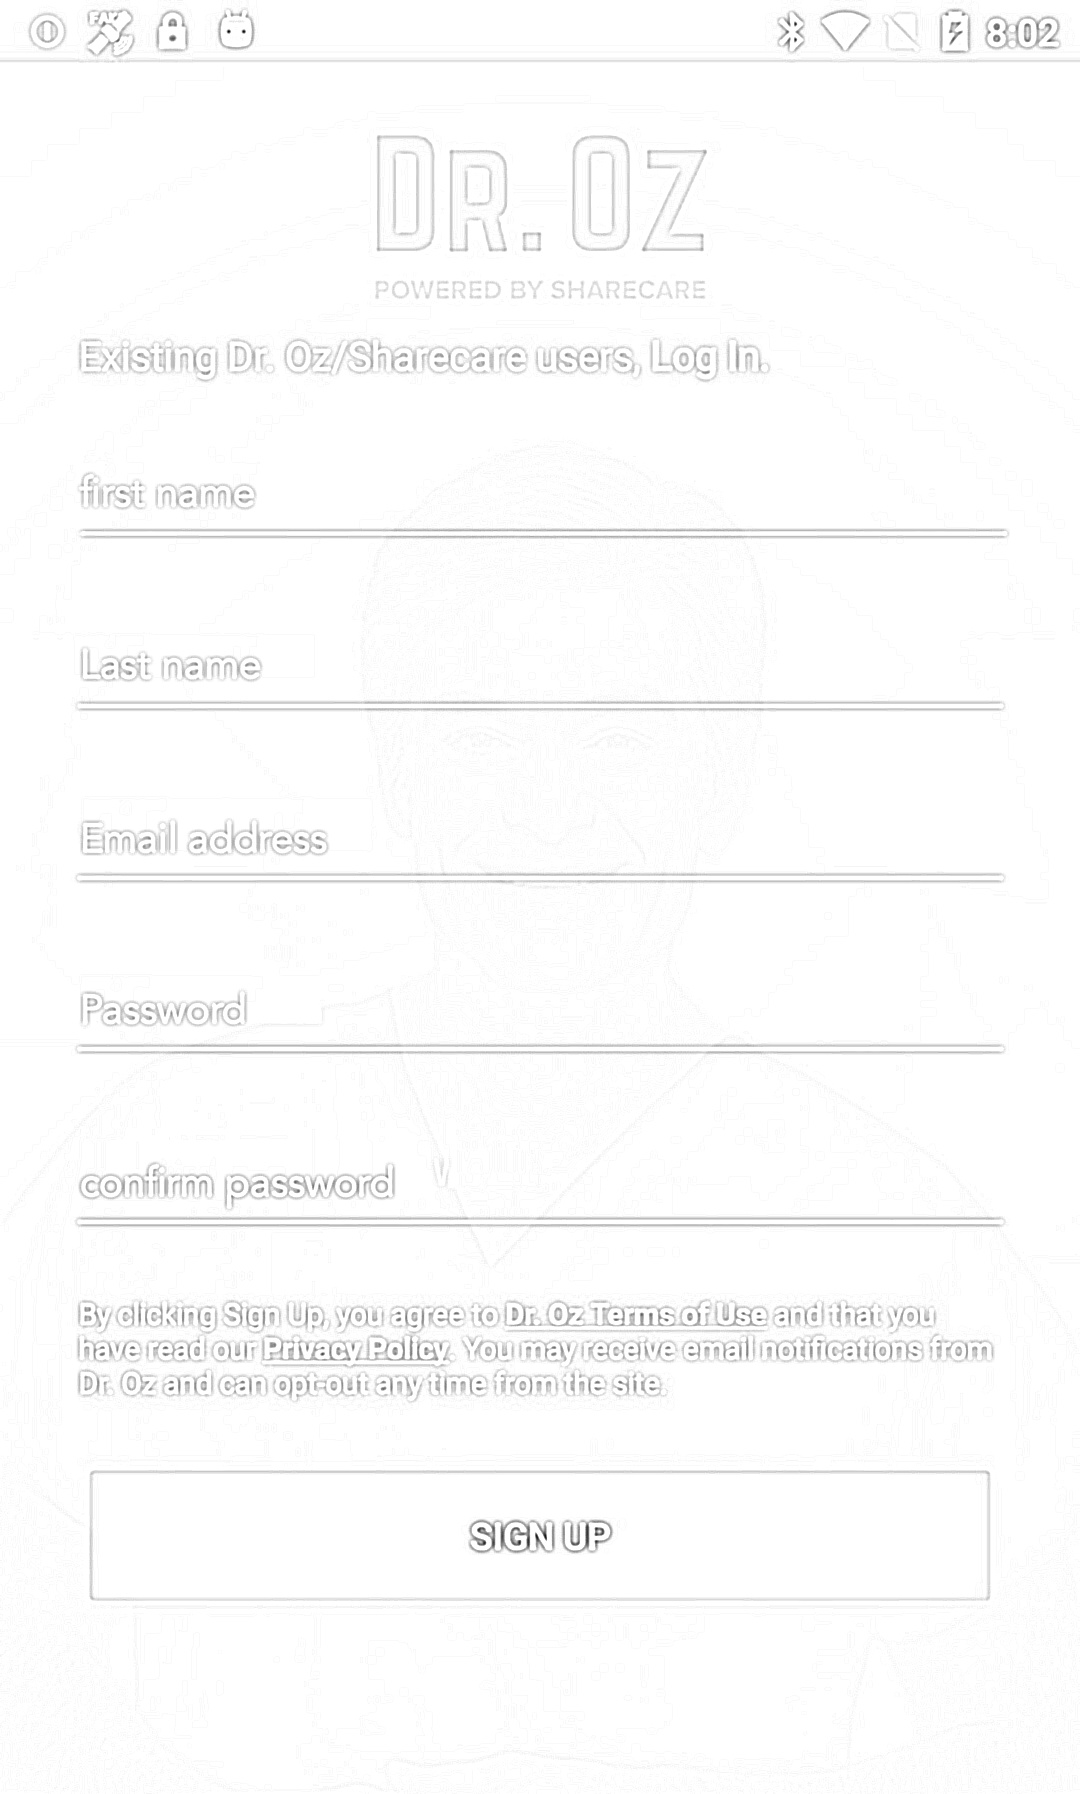 FAV
8:02
DR. OZ
POWERED BY SHARECARE
Existing Dr. Oz/Sharecare users, Log In.
first name
Last name
Email address
Password
confirm password
By clicking Sign Up, you agree to Dr. Oz Terms of Use and that you
have read our Privacy Policy. You may receive email notifications from
Dr. Oz and can opt-out any time from the site.
SIGN UP